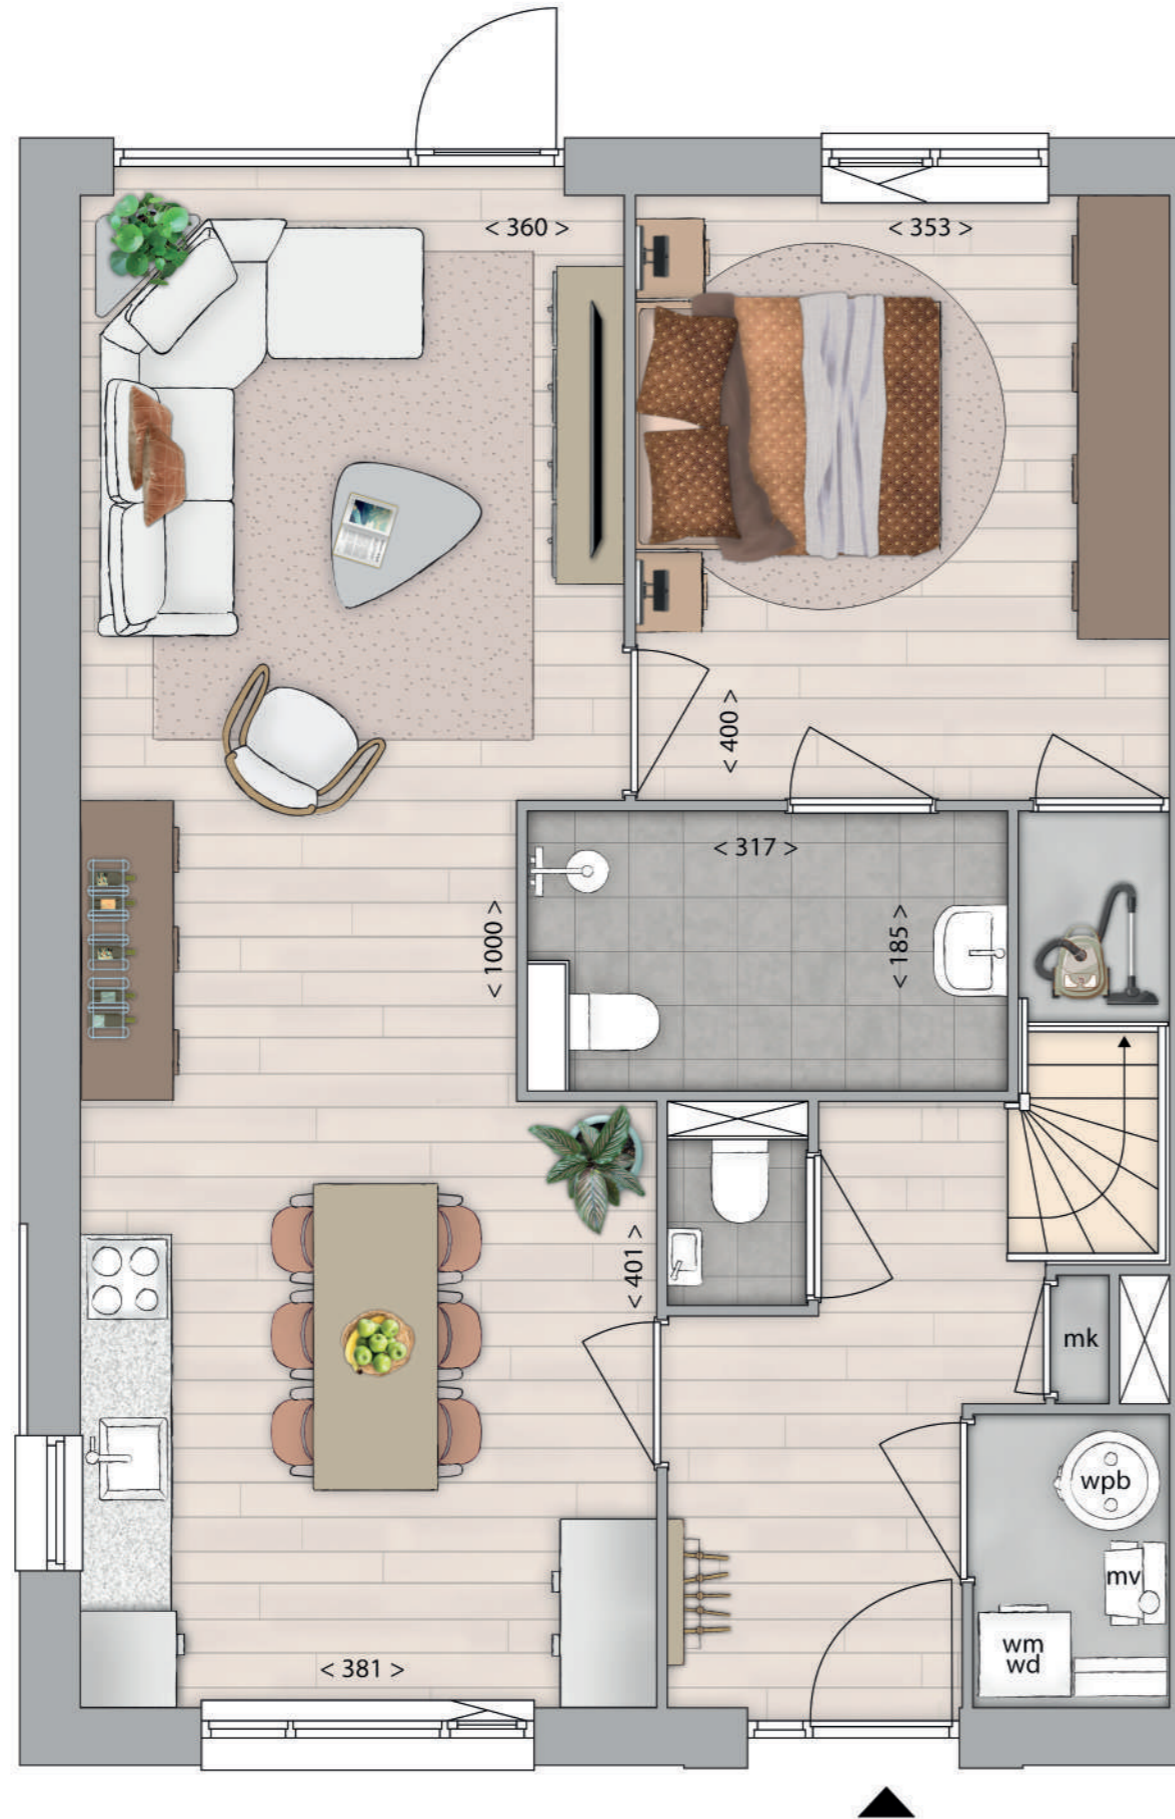 < 360 >
< 353 >
< 400 >
< 317 >
< 185 >
< 1000 >
< 401 >
mk
wpb
mv
wm
wd
< 381 >